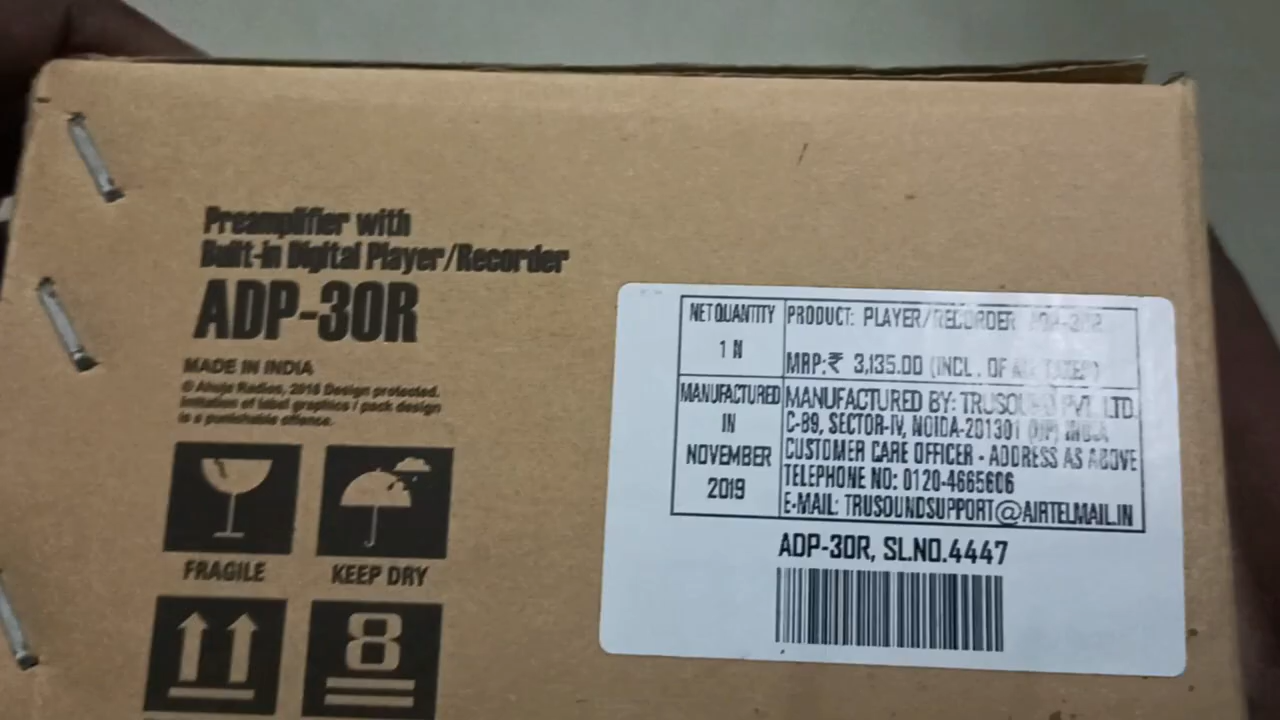 Preamplifier with
Built-in Digital Player/Recorder
ADP-30R
MADE IN INDIA
© Ahuja Radios, 2018 Design protected.
Imitation of label graphics / pack design
is a punishable offence.
FRAGILE
KEEP DRY
8
NET QUANTITY
1 N
PRODUCT: PLAYER/RECORDER
MRP:₹ 3,135.00 (INCL. OF ALL TAXES)
MANUFACTURED
IN
NOVEMBER
2019
MANUFACTURED BY: TRUSOUND PVT. LTD.
C-89, SECTOR-IV, NOIDA-201301 (UP) INDIA
CUSTOMER CARE OFFICER - ADDRESS AS ABOVE
TELEPHONE NO: 0120-4665606
E-MAIL: TRUSOUNDSUPPORT@AIRTELMAIL.IN
ADP-30R, SL.NO.4447